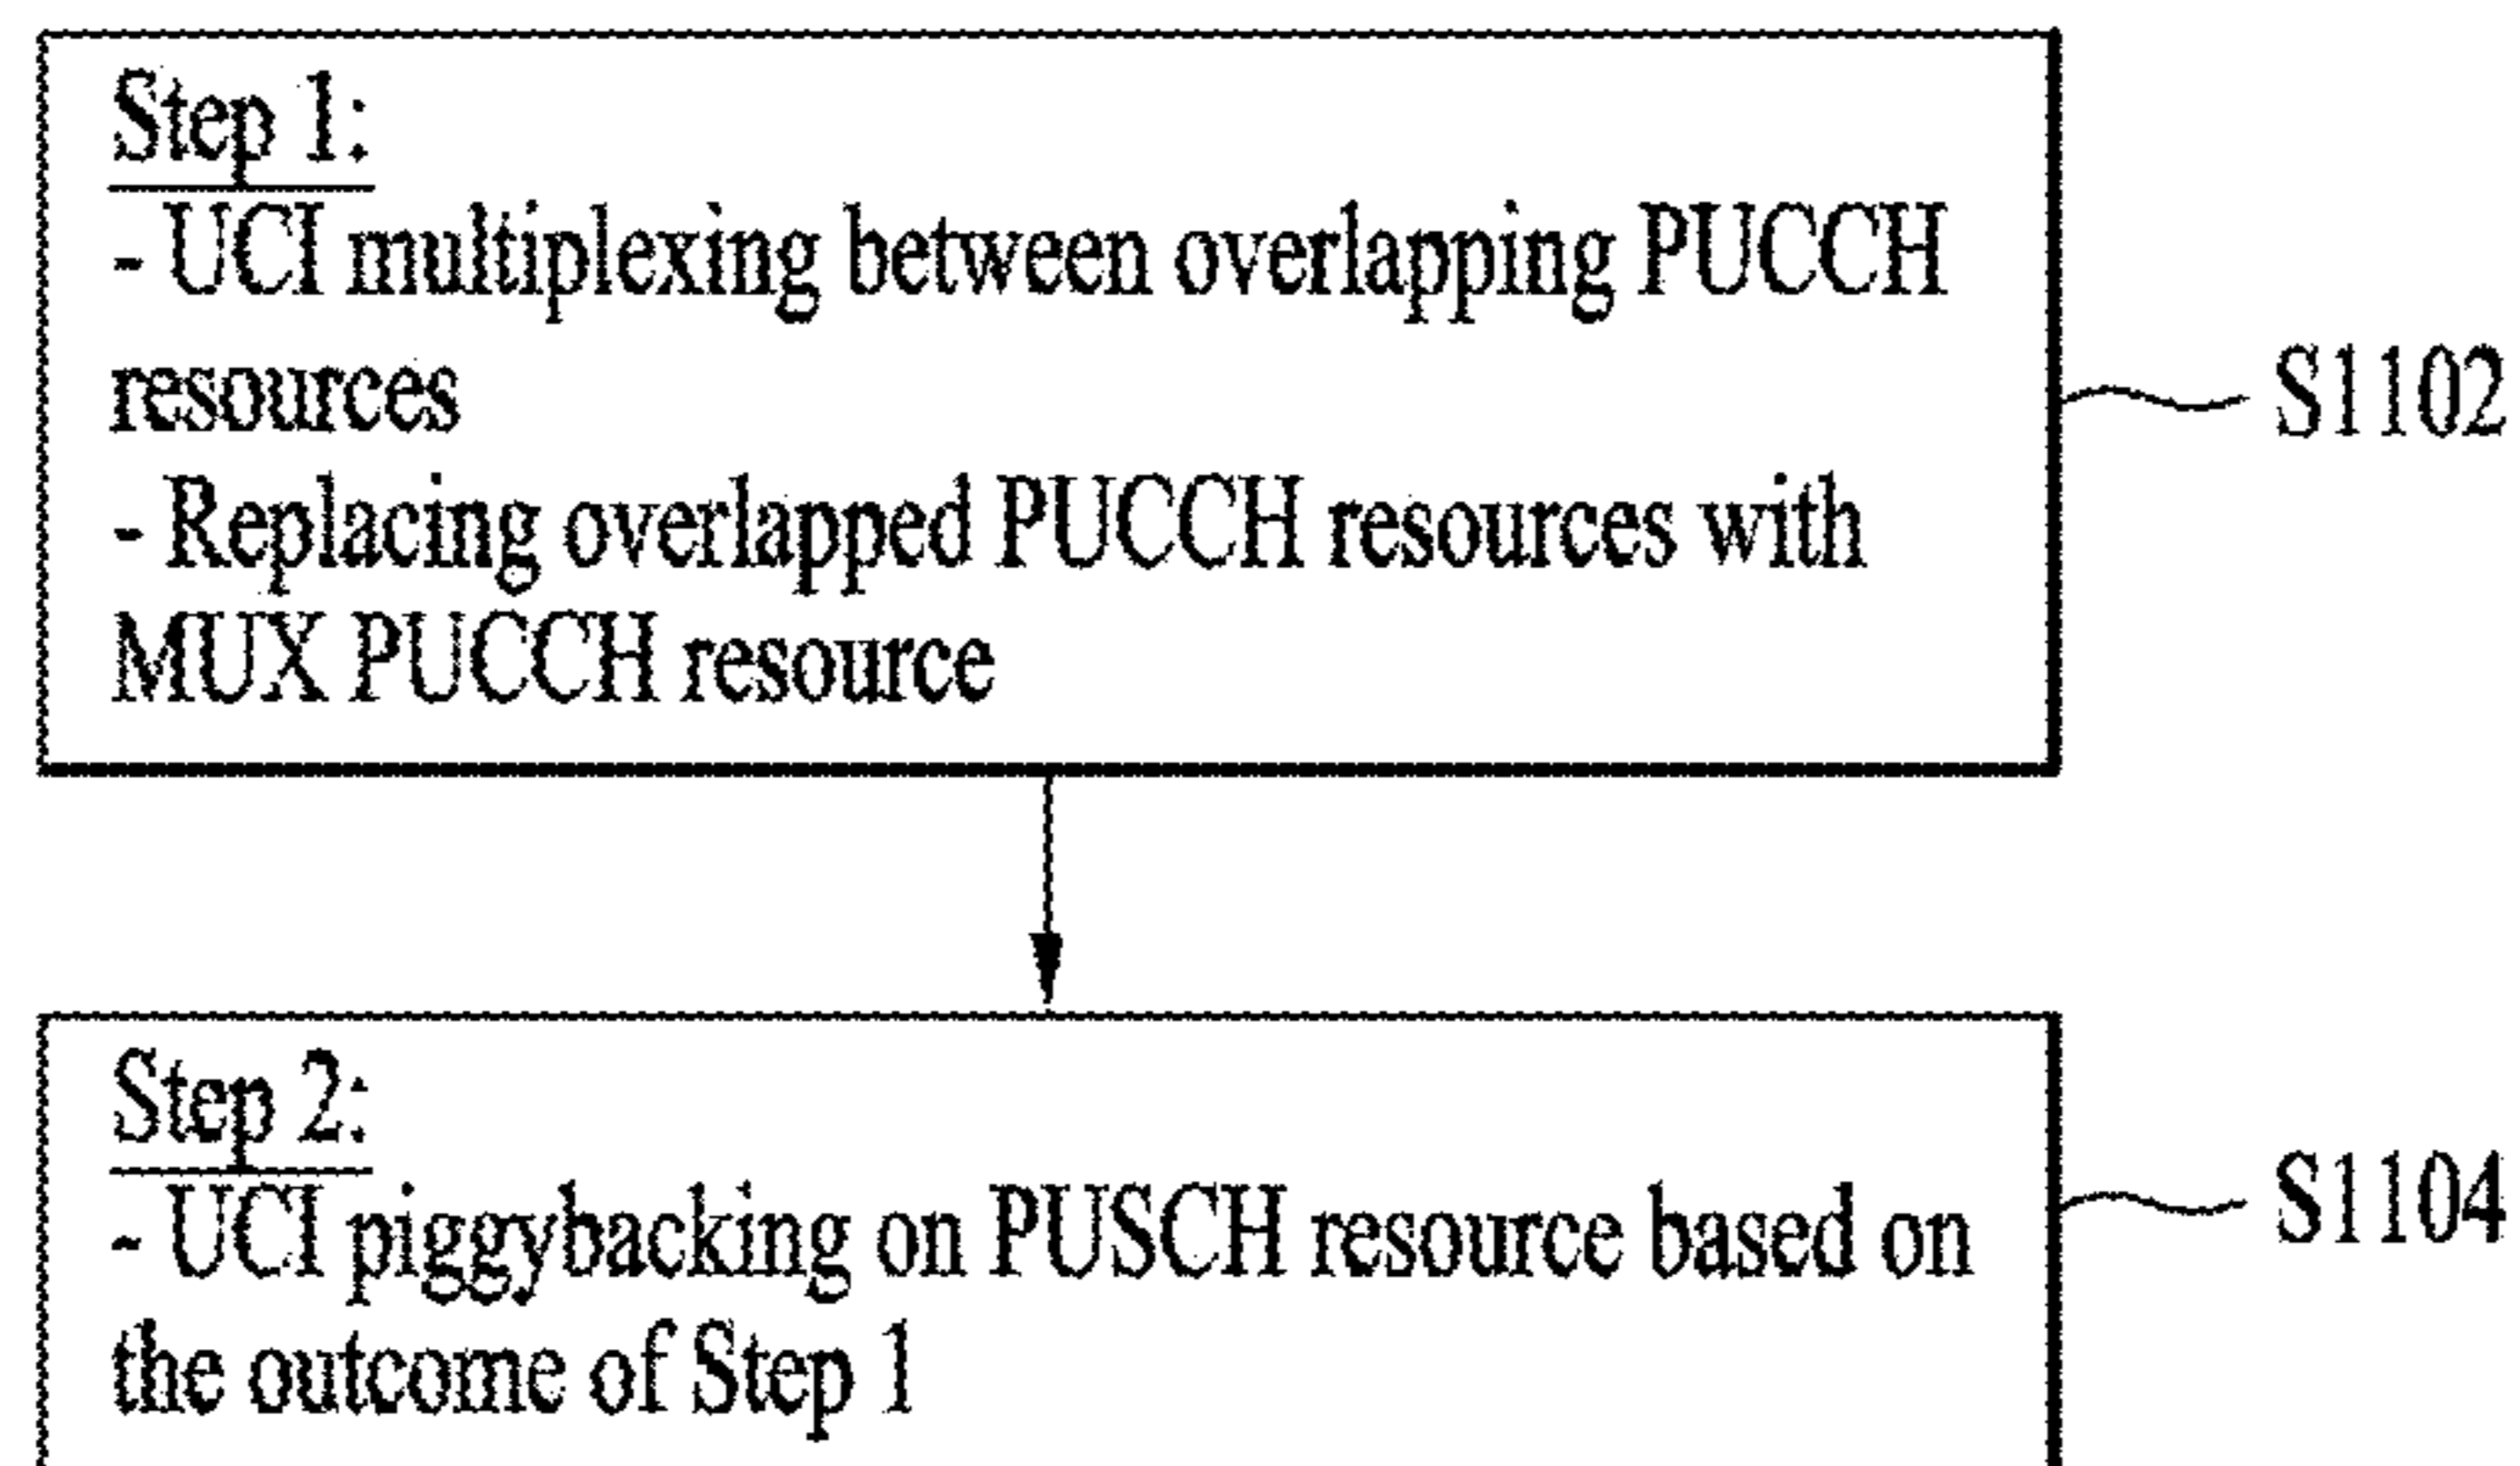 Step 1:
- UCI multiplexing between overlapping PUCCH
resources
- Replacing overlapped PUCCH resources with
MUX PUCCH resource
S1102
Step 2:
- UCI piggybacking on PUSCH resource based on
the outcome of Step 1
S1104